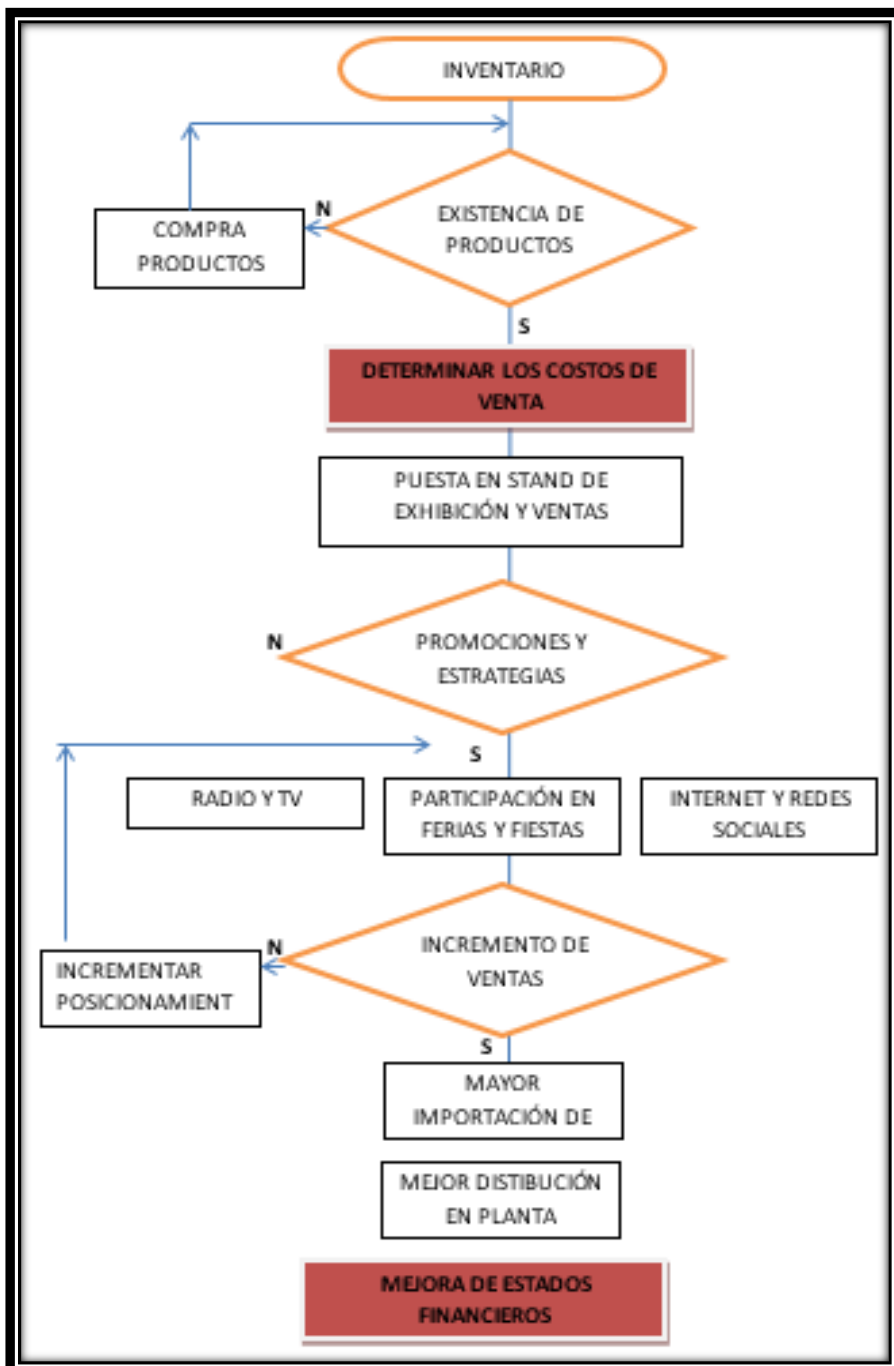 INVENTARIO
EXISTENCIA DE
PRODUCTOS
N
COMPRA
PRODUCTOS
S
DETERMINAR LOS COSTOS DE
VENTA
PUESTA EN STAND DE
EXHIBICIÓN Y VENTAS
N
PROMOCIONES Y
ESTRATEGIAS
S
RADIO Y TV
PARTICIPACIÓN EN
FERIAS Y FIESTAS
INTERNET Y REDES
SOCIALES
N
INCREMENTO DE
VENTAS
INCREMENTAR
POSICIONAMIENT
S
MAYOR
IMPORTACIÓN DE
MEJOR DISTIBUCIÓN
EN PLANTA
MEJORA DE ESTADOS
FINANCIEROS